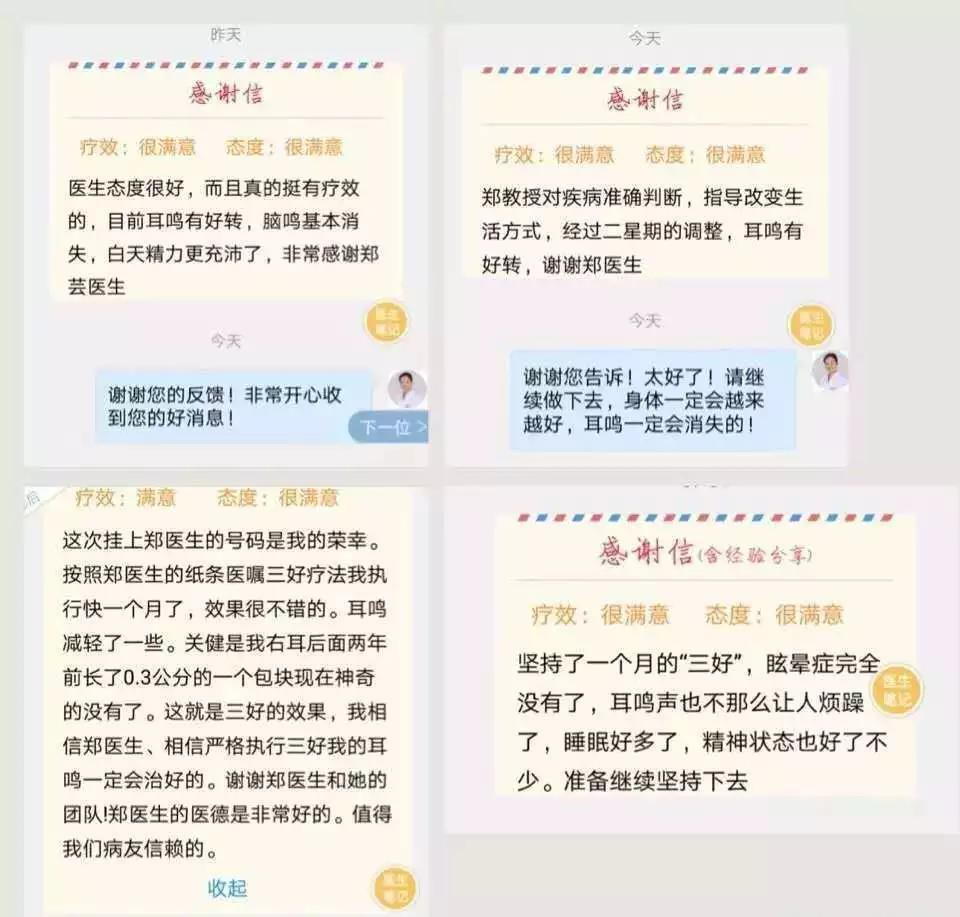 昨天
感谢信
疗效：很满意 态度：很满意
医生态度很好，而且真的挺有疗效
的，目前耳鸣有好转，脑鸣基本消
失，白天精力更充沛了，非常感谢郑
芸医生
医生
笔记
今天
谢谢您的反馈！非常开心收
到您的好消息！
下一位 >
今天
感谢信
疗效：很满意 态度：很满意
郑教授对疾病准确判断，指导改变生
活方式，经过二星期的调整，耳鸣有
好转，谢谢郑医生
今天
医生
笔记
谢谢您告诉！太好了！请继
续做下去，身体一定会越来
越好，耳鸣一定会消失的！
后
疗效：满意 态度：很满意
这次挂上郑医生的号码是我的荣幸。
按照郑医生的纸条医嘱三好疗法我执
行快一个月了，效果很不错的。耳鸣
减轻了一些。关健是我右耳后面两年
前长了0.3公分的一个包块现在神奇
的没有了。这就是三好的效果，我相
信郑医生、相信严格执行三好我的耳
鸣一定会治好的。谢谢郑医生和她的
团队!郑医生的医德是非常好的。值得
我们病友信赖的。
收起
医生
笔记
感谢信(含经验分享)
疗效：很满意 态度：很满意
坚持了一个月的“三好”，眩晕症完全
没有了，耳鸣声也不那么让人烦躁
了，睡眠好多了，精神状态也好了不
少。准备继续坚持下去
医生
笔记